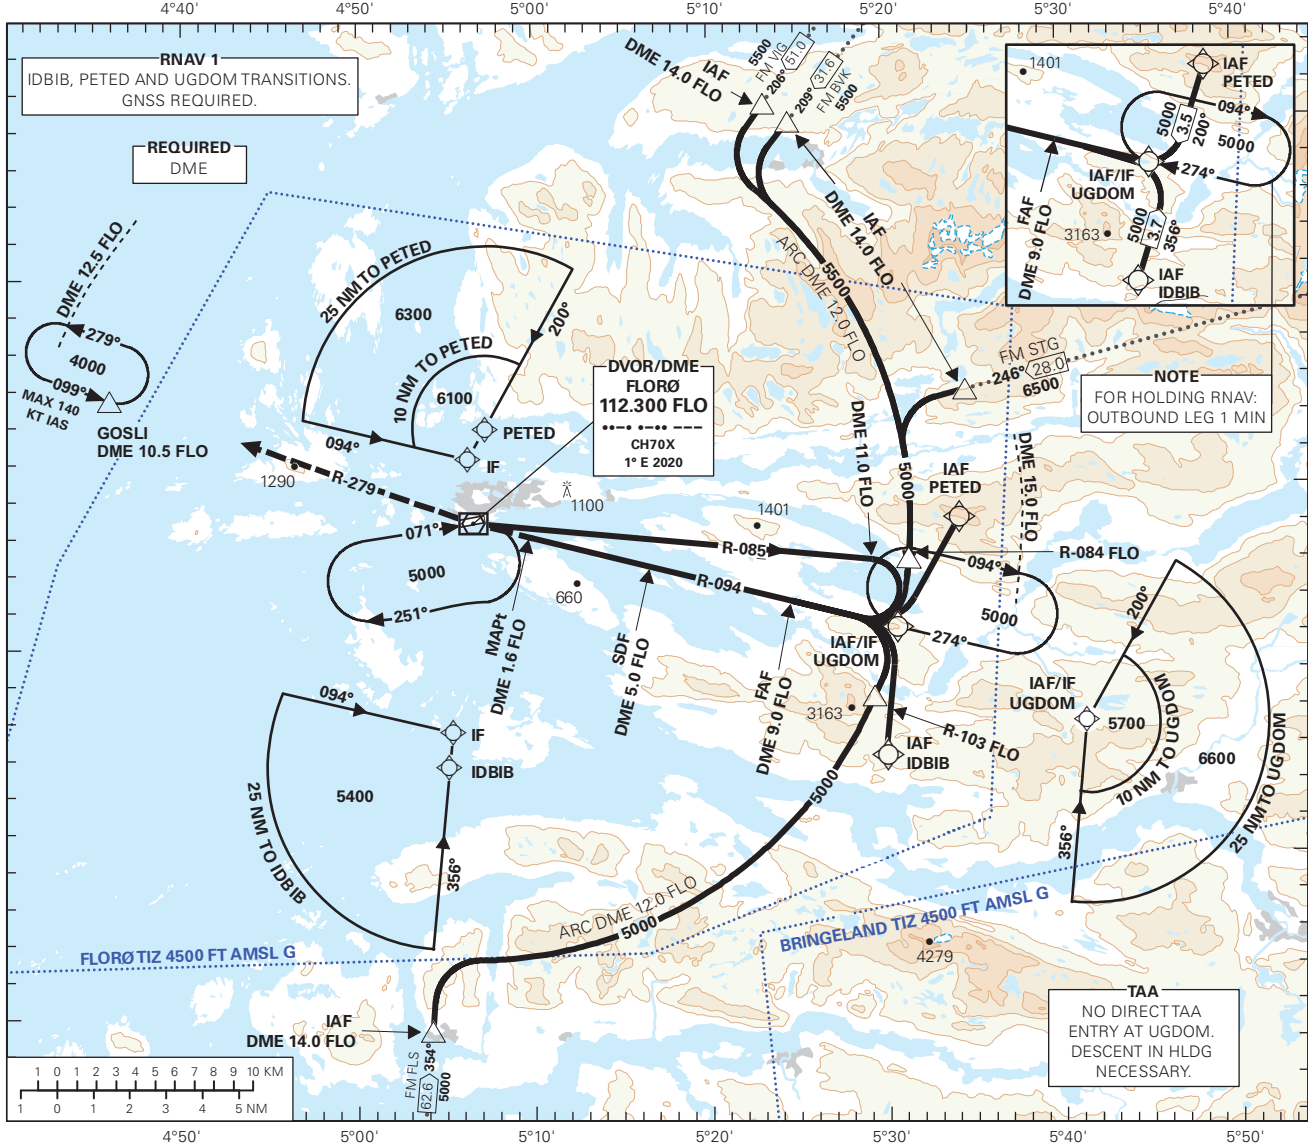 4°40'
4°50'
5°00'
5°10'
5°20'
5°30'
5°40'
RNAV 1
IDBIB, PETED AND UGDOM TRANSITIONS.
GNSS REQUIRED.
REQUIRED
DME
IAF
DME 14.0 FLO
5500
FM VIG
206° 51.0
209° 31.6
FM BVK
5500
1401
IAF
PETED
094°
5000
3.5
200°
5000
274°
IAF/IF
UGDOM
FAF
DME 9.0 FLO
3163
5000
3.7
356°
IAF
IDBIB
DME 12.5 FLO
279°
4000
099°
MAX 140
KT IAS
GOSLI
DME 10.5 FLO
25 NM TO PETED
6300
200°
10 NM TO PETED
6100
094°
PETED
IF
IAF
DME 14.0 FLO
ARC DME 12.0 FLO
5500
DVOR/DME
FLORØ
112.300 FLO
CH70X
1° E 2020
FM STG
246° 28.0
6500
NOTE
FOR HOLDING RNAV:
OUTBOUND LEG 1 MIN
DME 11.0 FLO
5000
IAF
PETED
DME 15.0 FLO
1290
R-279
1100
1401
071°
5000
251°
R-085
R-094
660
R-084 FLO
094°
5000
274°
MAPt
DME 1.6 FLO
SDF
DME 5.0 FLO
FAF
DME 9.0 FLO
IAF/IF
UGDOM
3163
R-103 FLO
IAF
IDBIB
200°
IAF/IF
UGDOM
5700
10 NM TO UGDOM
6600
25 NM TO UGDOM
356°
094°
IF
IDBIB
5400
25 NM TO IDBIB
356°
5000
ARC DME 12.0 FLO
5000
FLORØ TIZ 4500 FT AMSL G
BRINGELAND TIZ 4500 FT AMSL G
4279
IAF
DME 14.0 FLO
FM FLS
62.6 354°
5000
TAA
NO DIRECT TAA
ENTRY AT UGDOM.
DESCENT IN HLDG
NECESSARY.
1 0 1 2 3 4 5 6 7 8 9 10 KM
1 0 1 2 3 4 5 NM
4°50'
5°00'
5°10'
5°20'
5°30'
5°40'
5°50'